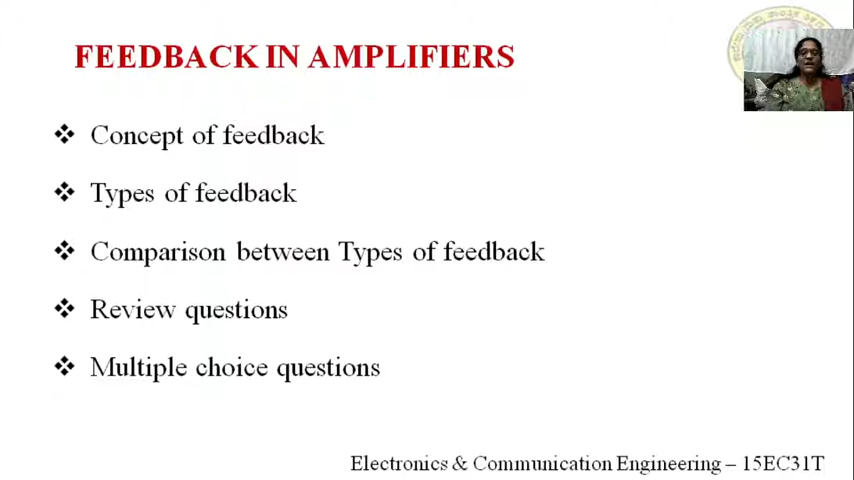 FEEDBACK IN AMPLIFIERS
❖ Concept of feedback
❖ Types of feedback
❖ Comparison between Types of feedback
❖ Review questions
❖ Multiple choice questions
Electronics & Communication Engineering – 15EC31T